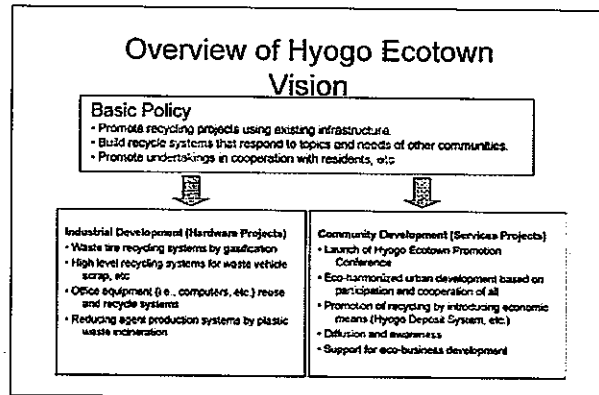 Overview of Hyogo Ecotown
Vision
Basic Policy
• Promote recycling projects using existing infrastructure.
• Build recycle systems that respond to topics and needs of other communities.
• Promote undertakings in cooperation with residents, etc
Industrial Development (Hardware Projects)
• Waste tire recycling systems by gasification
• High level recycling systems for waste vehicle
scrap, etc
• Office equipment (i.e., computers, etc.) reuse
and recycle systems
• Reducing agent production systems by plastic
waste incineration
Community Development (Services Projects)
• Launch of Hyogo Ecotown Promotion
Conference
• Eco-harmonized urban development based on
participation and cooperation of all
• Promotion of recycling by introducing economic
means (Hyogo Deposit System, etc.)
• Diffusion and awareness
• Support for eco-business development